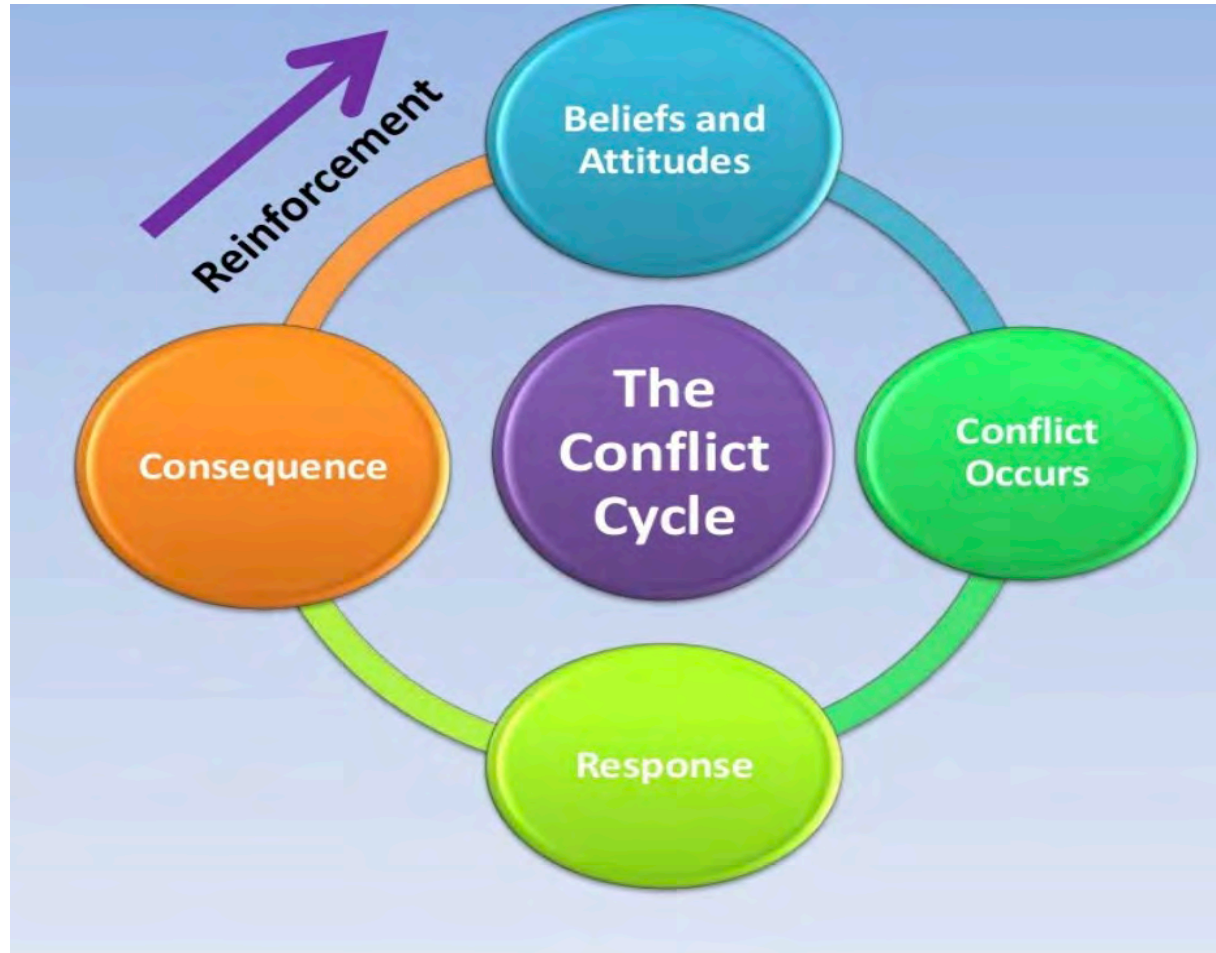 Reinforcement
Beliefs and
Attitudes
The
Conflict
Cycle
Conflict
Occurs
Consequence
Response